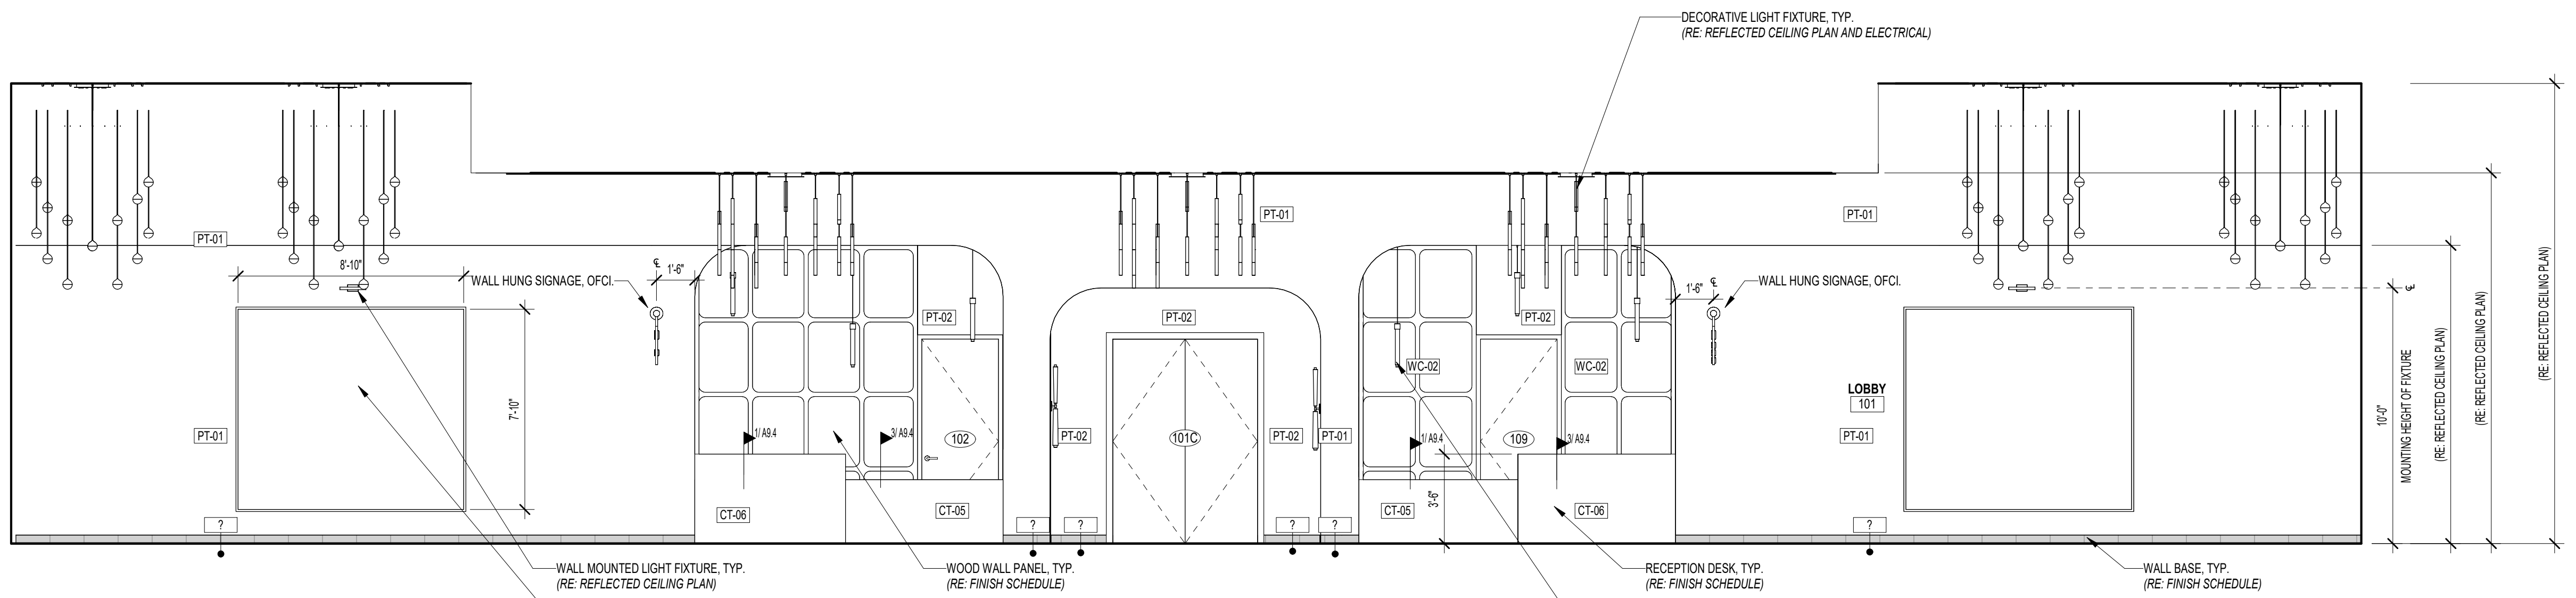 DECORATIVE LIGHT FIXTURE, TYP.
(RE: REFLECTED CEILING PLAN AND ELECTRICAL)
PT-01
PT-01
PT-01
8'-10"
WALL HUNG SIGNAGE, OFCI.
℄
1'-6"
1'-6"
℄
WALL HUNG SIGNAGE, OFCI.
℄
PT-02
PT-02
PT-02
WC-02
WC-02
7'-10"
LOBBY
101
10'-0"
MOUNTING HEIGHT OF FIXTURE
(RE: REFLECTED CEILING PLAN)
(RE: REFLECTED CEILING PLAN)
(RE: REFLECTED CEILING PLAN)
PT-01
1/ A9.4
3/ A9.4
102
PT-02
101C
PT-02
PT-01
1/ A9.4
109
3/ A9.4
PT-01
3'-6"
CT-06
CT-05
CT-05
CT-06
?
?
?
?
?
?
WALL MOUNTED LIGHT FIXTURE, TYP.
(RE: REFLECTED CEILING PLAN)
WOOD WALL PANEL, TYP.
(RE: FINISH SCHEDULE)
RECEPTION DESK, TYP.
(RE: FINISH SCHEDULE)
WALL BASE, TYP.
(RE: FINISH SCHEDULE)